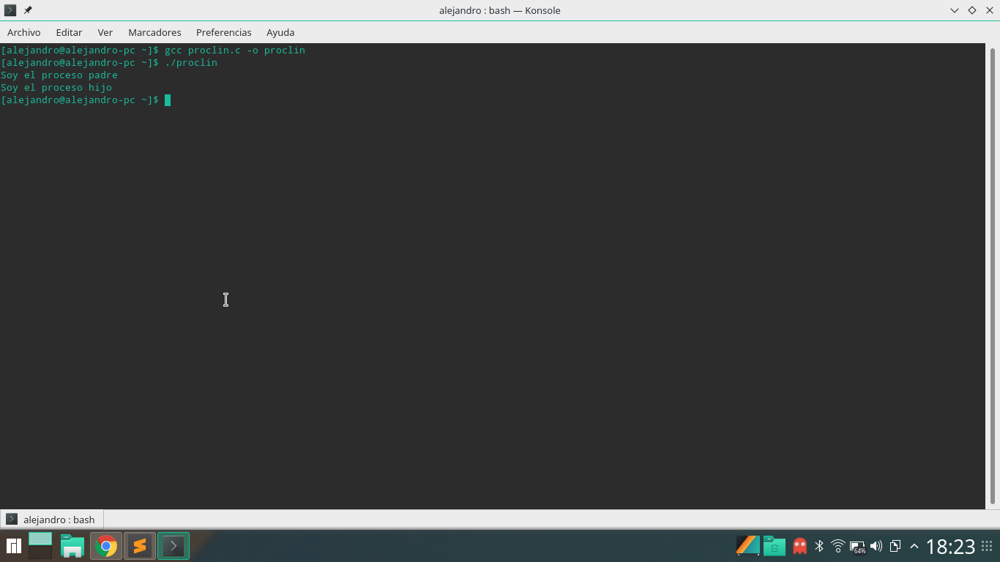 alejandro : bash — Konsole
Archivo Editar Ver Marcadores Preferencias Ayuda
[alejandro@alejandro-pc ~]$ gcc proclin.c -o proclin
[alejandro@alejandro-pc ~]$ ./proclin
Soy el proceso padre
Soy el proceso hijo
[alejandro@alejandro-pc ~]$
alejandro : bash
64%
18:23